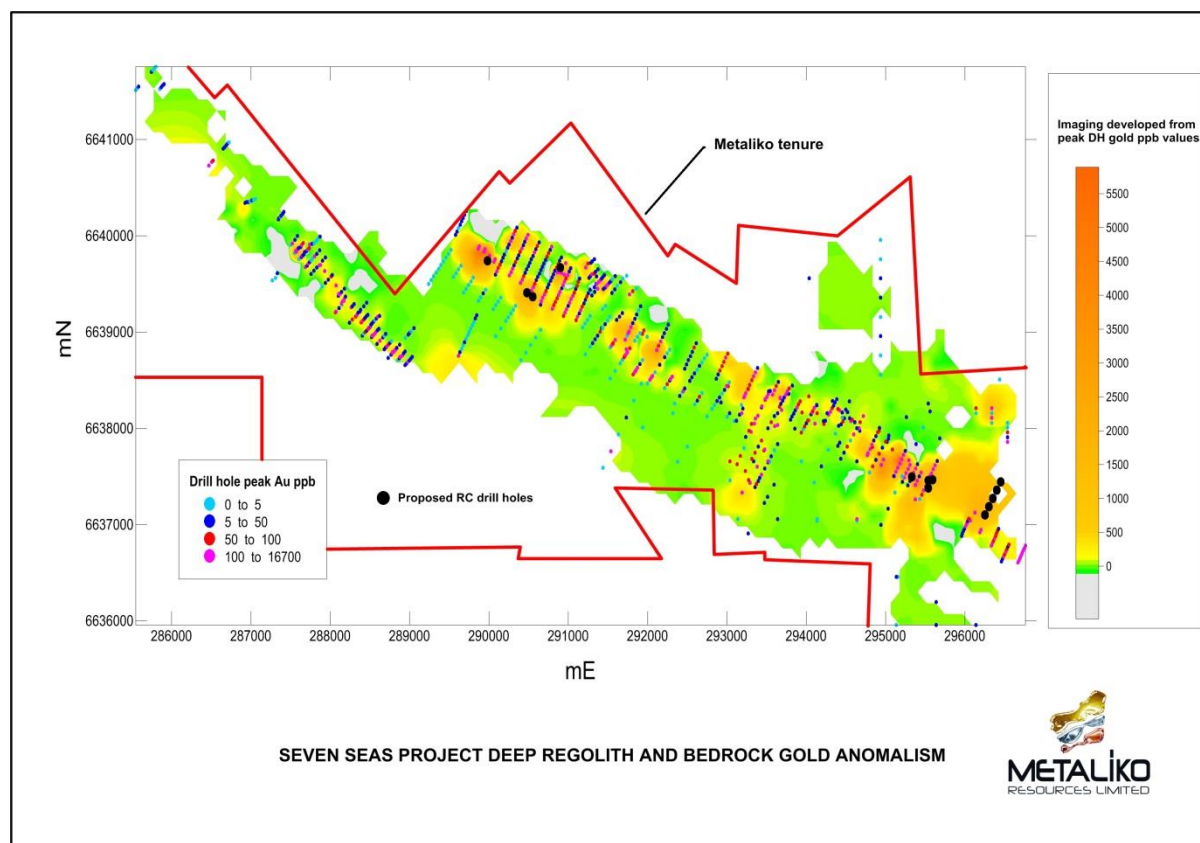 Metaliko tenure
Imaging developed from
peak DH gold ppb values
5500
5000
4500
4000
3500
3000
2500
2000
1500
1000
500
0
6641000
6640000
6639000
6638000
6637000
6636000
mN
Drill hole peak Au ppb
0 to 5
5 to 50
50 to 100
100 to 16700
Proposed RC drill holes
286000 287000 288000 289000 290000 291000 292000 293000 294000 295000 296000
mE
SEVEN SEAS PROJECT DEEP REGOLITH AND BEDROCK GOLD ANOMALISM
METALİKO
RESOURCES LIMITED